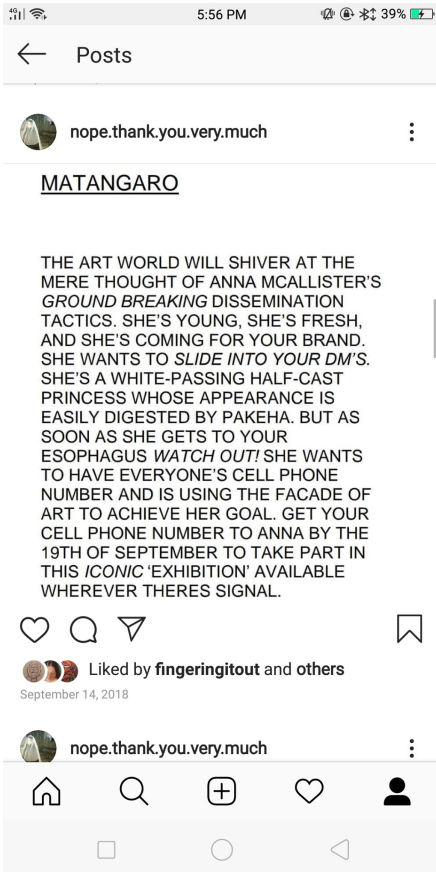 4G 5:56 PM 39%
Posts
nope.thank.you.very.much
MATANGARO
THE ART WORLD WILL SHIVER AT THE
MERE THOUGHT OF ANNA MCALLISTER'S
GROUND BREAKING DISSEMINATION
TACTICS. SHE'S YOUNG, SHE'S FRESH,
AND SHE'S COMING FOR YOUR BRAND.
SHE WANTS TO SLIDE INTO YOUR DM'S.
SHE'S A WHITE-PASSING HALF-CAST
PRINCESS WHOSE APPEARANCE IS
EASILY DIGESTED BY PAKEHA. BUT AS
SOON AS SHE GETS TO YOUR
ESOPHAGUS WATCH OUT! SHE WANTS
TO HAVE EVERYONE'S CELL PHONE
NUMBER AND IS USING THE FACADE OF
ART TO ACHIEVE HER GOAL. GET YOUR
CELL PHONE NUMBER TO ANNA BY THE
19TH OF SEPTEMBER TO TAKE PART IN
THIS ICONIC 'EXHIBITION' AVAILABLE
WHEREVER THERES SIGNAL.
Liked by fingeringitout and others
September 14, 2018
nope.thank.you.very.much